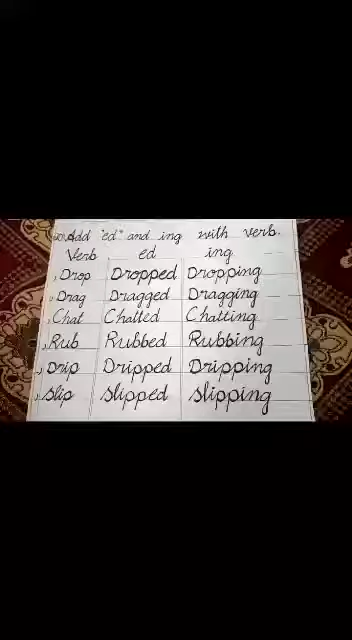 Add "ed" and ing with verb.
Verb ed ing
Drop Dropped Dropping
Drag Dragged Dragging
Chat Chatted Chatting
Rub Rubbed Rubbing
Drip Dripped Dripping
Slip Slipped Slipping